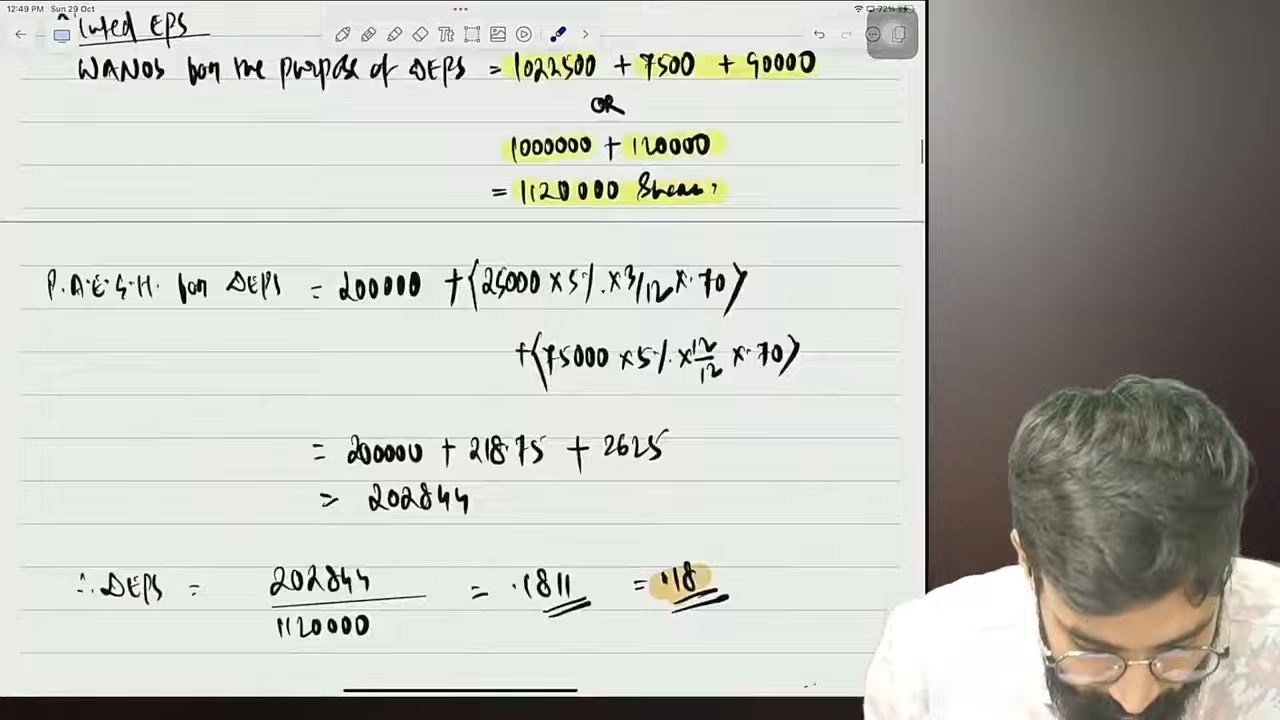 12:49 PM Sun 29 Oct
72%
luted EPS
WANOS for the purpose of DEPS = 1022500 + 7500 + 90000
OR
1000000 + 120000
= 1120000 Shares
P.A.E.S.H. for DEPS = 200000 + (25000 × 5% × 3/12 × .70)
+ (75000 × 5% × 12/12 × .70)
= 200000 + 218.75 + 2625
= 202844
∴ DEPS = 202844 / 1120000 = .1811 = .18